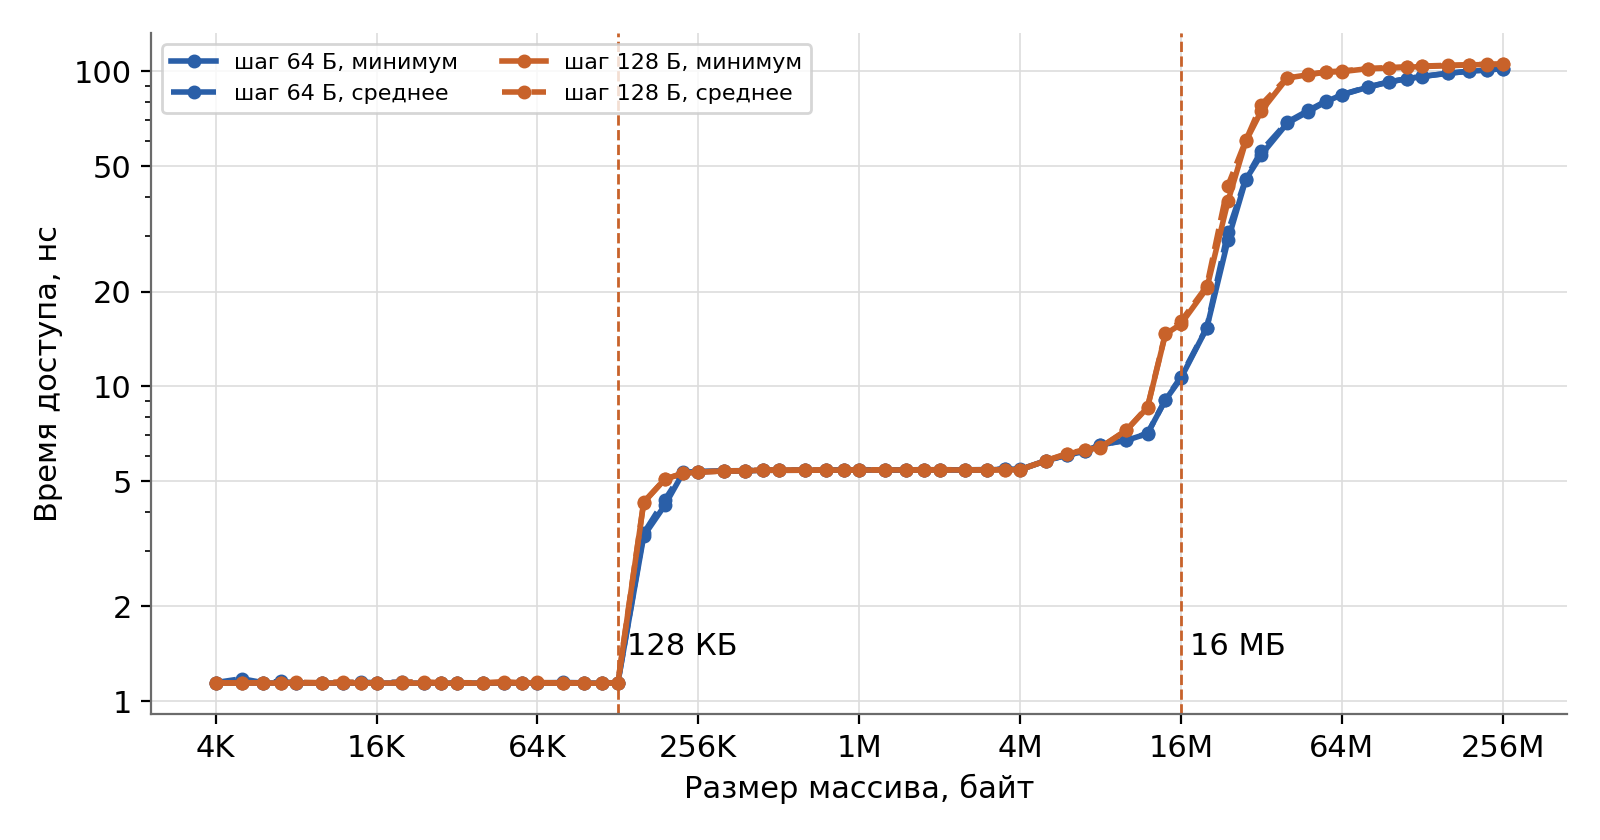 шаг 64 Б, минимум
шаг 64 Б, среднее
шаг 128 Б, минимум
шаг 128 Б, среднее
Время доступа, нс
100
50
20
10
5
2
1
128 КБ
16 МБ
4K
16K
64K
256K
1M
4M
16M
64M
256M
Размер массива, байт